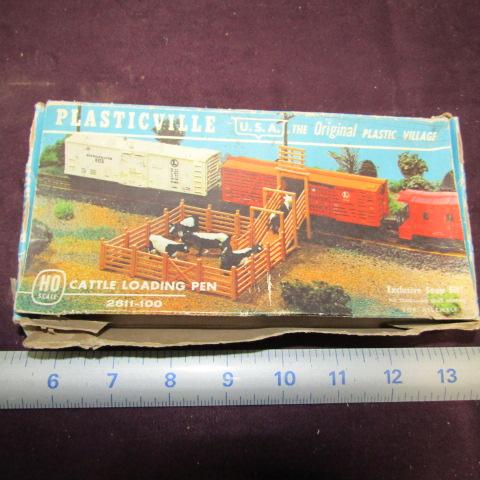 PLASTICVILLE U.S.A. THE Original PLASTIC VILLAGE
HO SCALE
CATTLE LOADING PEN
2611-100
Exclusive Snap-fit!
6 7 8 9 10 11 12 13